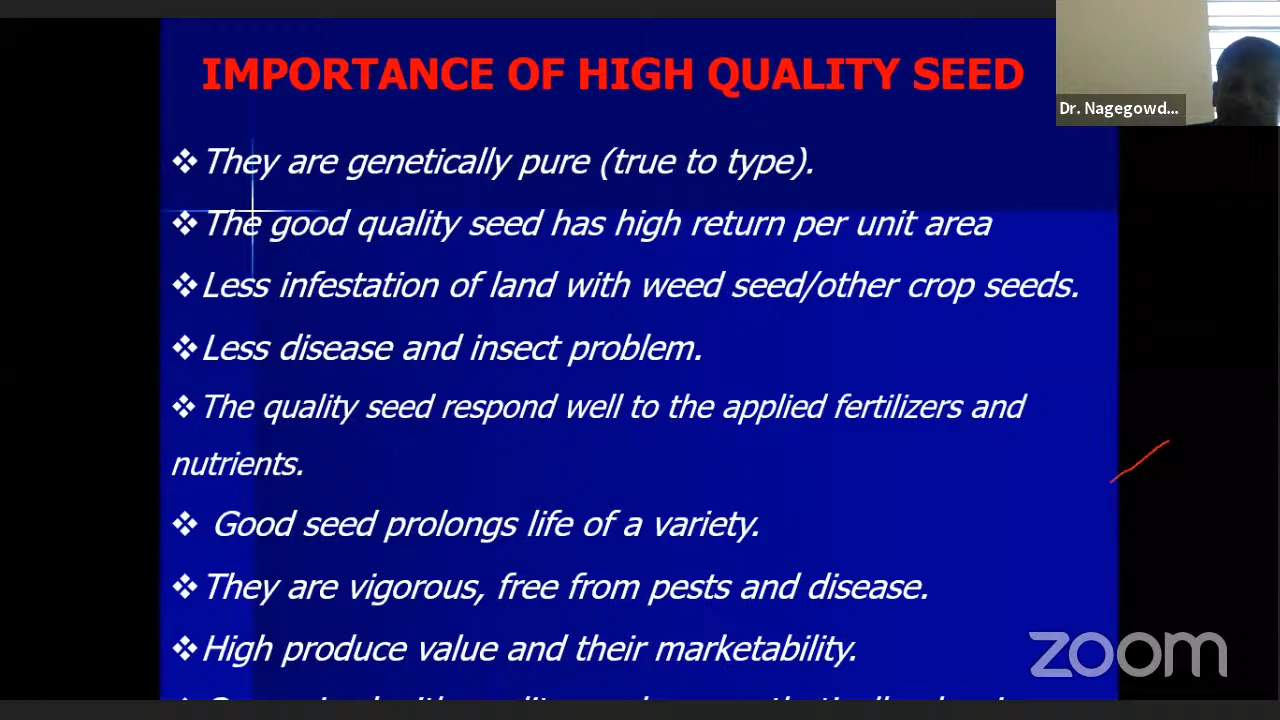 IMPORTANCE OF HIGH QUALITY SEED
Dr. Nagegowd...
❖They are genetically pure (true to type).
❖The good quality seed has high return per unit area
❖Less infestation of land with weed seed/other crop seeds.
❖Less disease and insect problem.
❖The quality seed respond well to the applied fertilizers and
nutrients.
❖ Good seed prolongs life of a variety.
❖They are vigorous, free from pests and disease.
❖High produce value and their marketability.
zoom